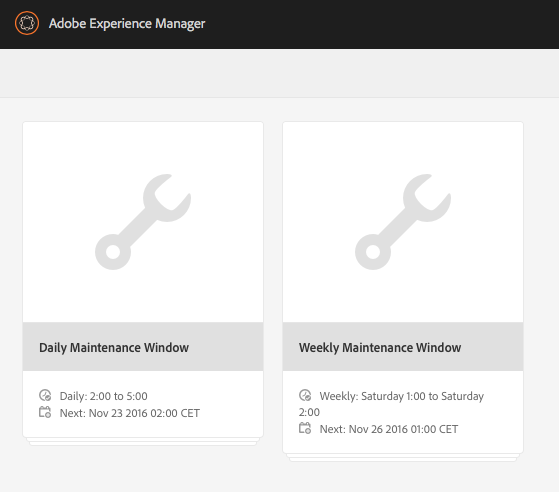 Adobe Experience Manager
Daily Maintenance Window
Daily: 2:00 to 5:00
Next: Nov 23 2016 02:00 CET
Weekly Maintenance Window
Weekly: Saturday 1:00 to Saturday
2:00
Next: Nov 26 2016 01:00 CET